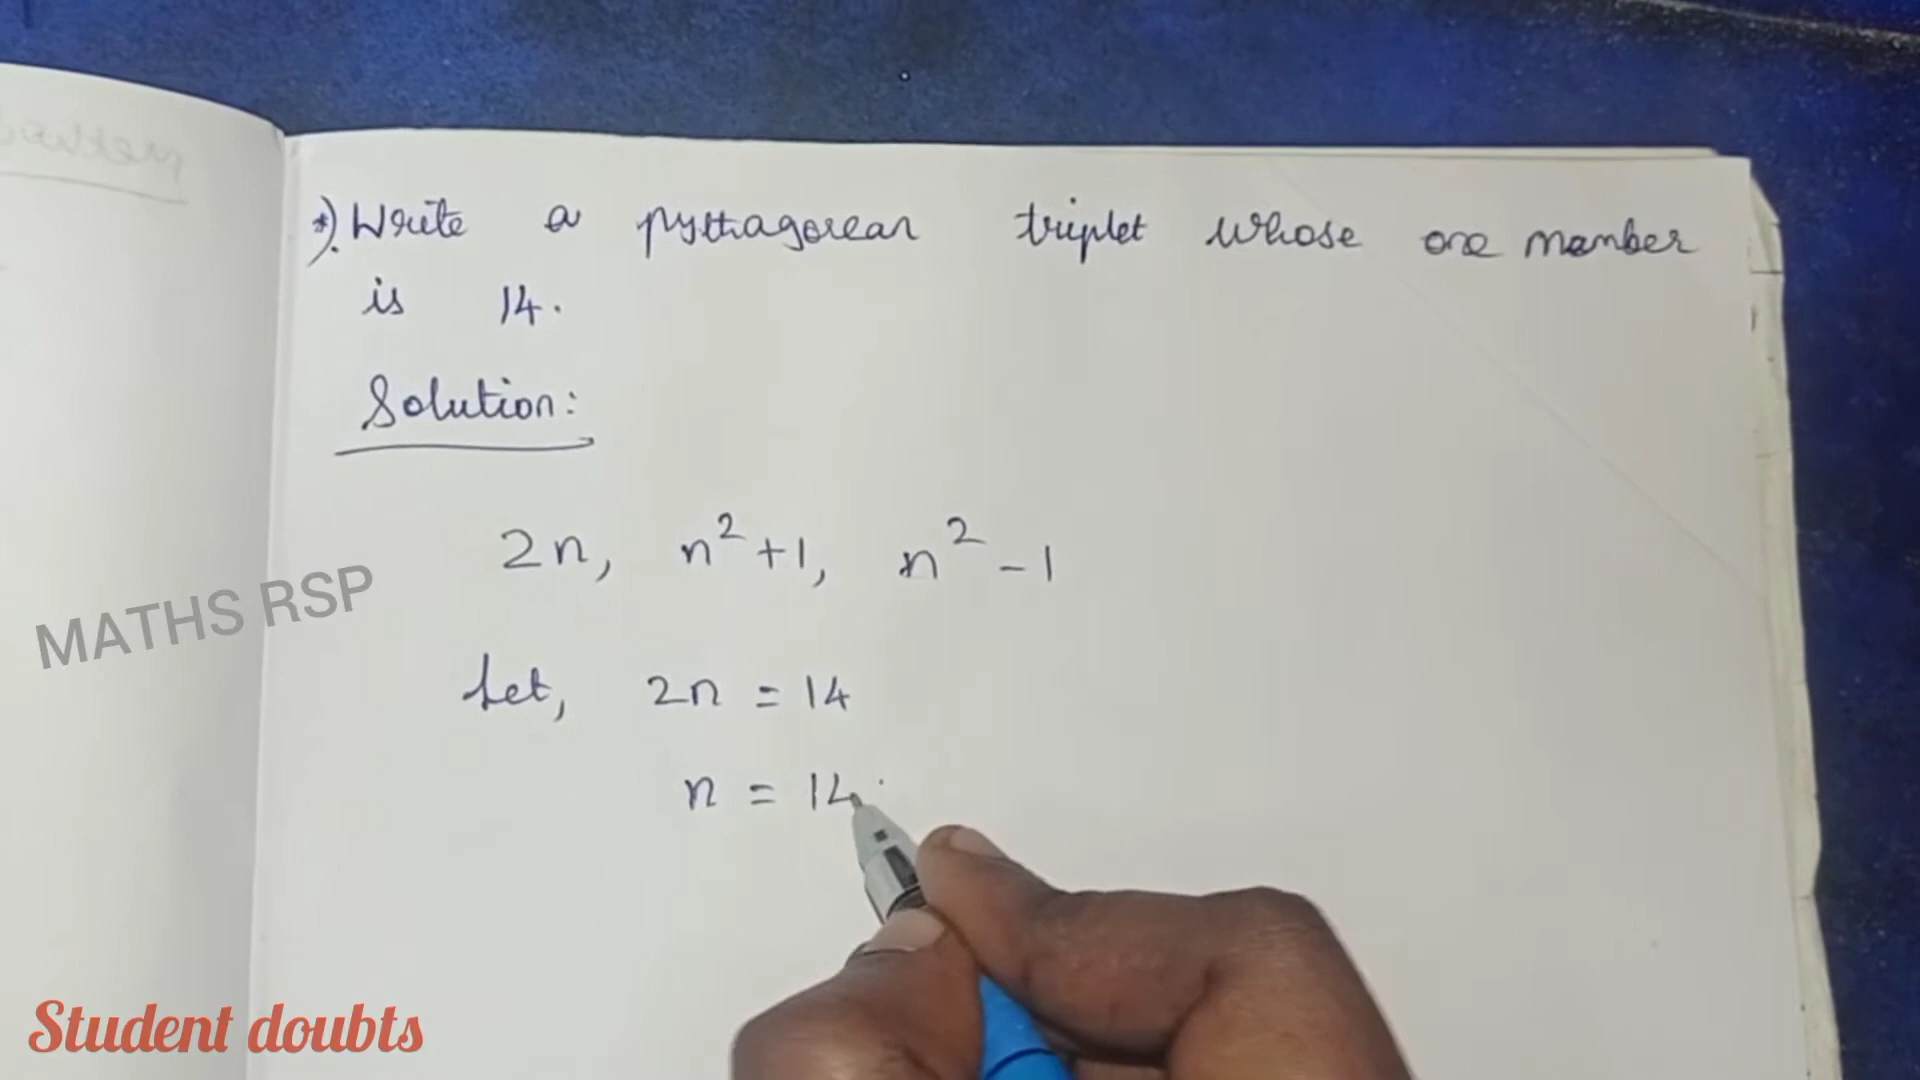 *). Write a pythagorean triplet whose one member
is 14.
Solution:
2n, n²+1, n²-1
MATHS RSP
Let, 2n = 14
n = 14
Student doubts